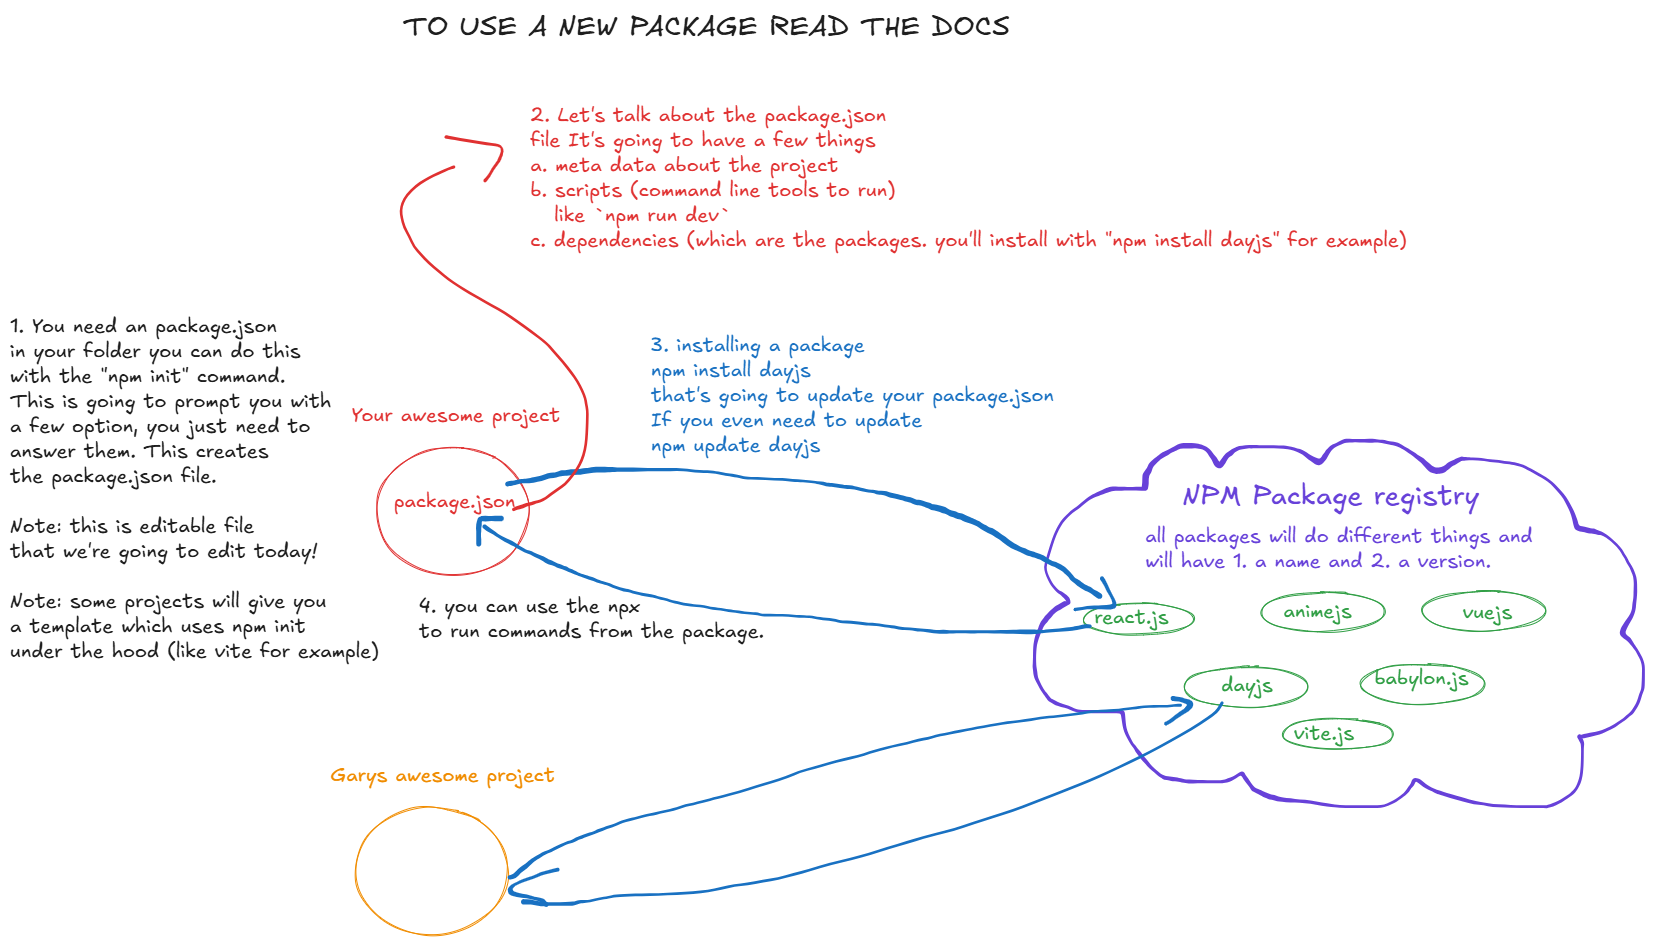 TO USE A NEW PACKAGE READ THE DOCS
2. Let's talk about the package.json
file It's going to have a few things
a. meta data about the project
b. scripts (command line tools to run)
like `npm run dev`
c. dependencies (which are the packages. you'll install with "npm install dayjs" for example)
1. You need an package.json
in your folder you can do this
with the "npm init" command.
This is going to prompt you with
a few option, you just need to
answer them. This creates
the package.json file.
Note: this is editable file
that we're going to edit today!
Note: some projects will give you
a template which uses npm init
under the hood (like vite for example)
Your awesome project
package.json
3. installing a package
npm install dayjs
that's going to update your package.json
If you even need to update
npm update dayjs
4. you can use the npx
to run commands from the package.
NPM Package registry
all packages will do different things and
will have 1. a name and 2. a version.
react.js
animejs
vuejs
dayjs
babylon.js
vite.js
Garys awesome project